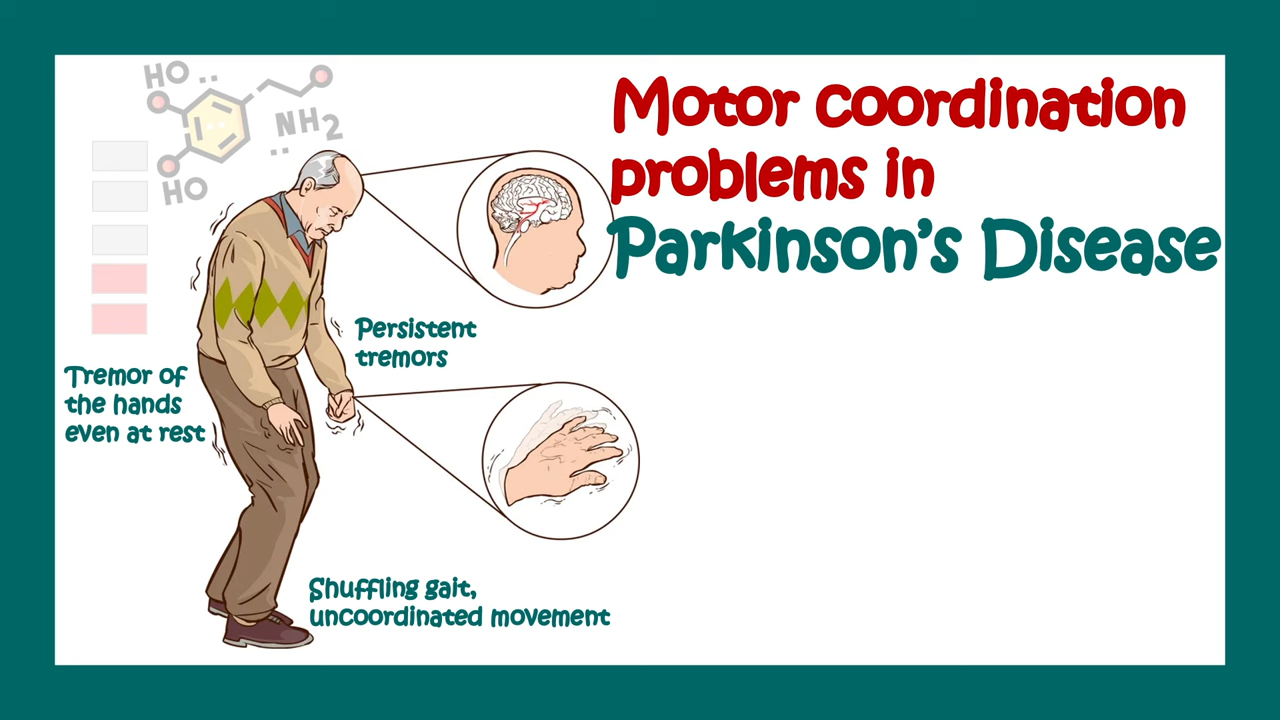 HO
NH2
HO
Motor coordination
problems in
Parkinson's Disease
Persistent
tremors
Tremor of
the hands
even at rest
Shuffling gait,
uncoordinated movement